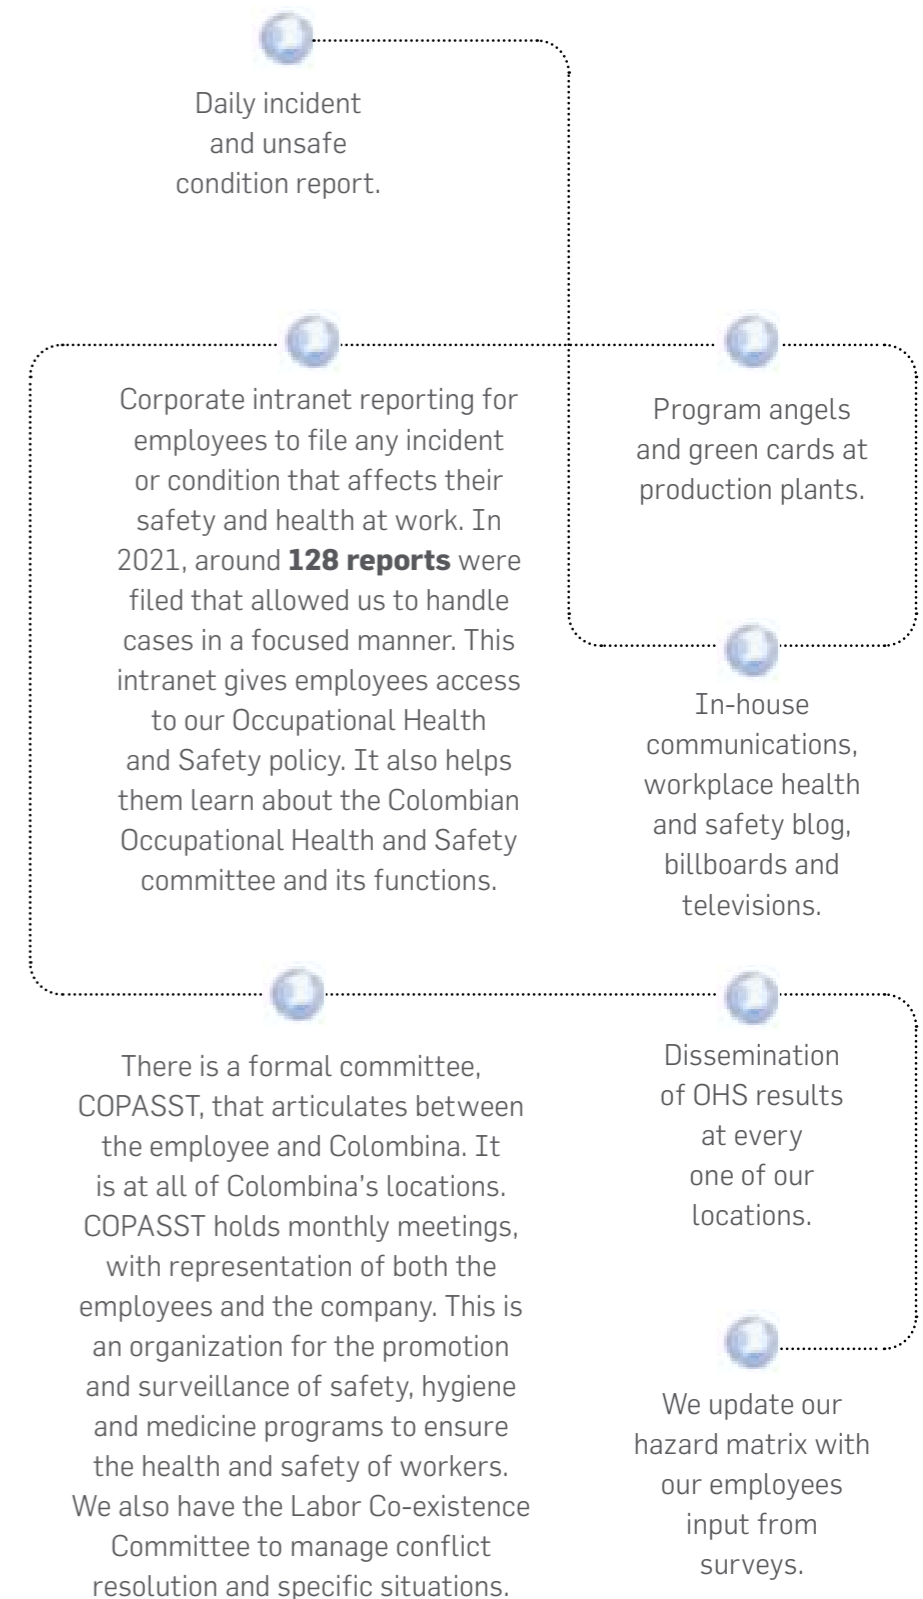 Daily incident
and unsafe
condition report.
Corporate intranet reporting for
employees to file any incident
or condition that affects their
safety and health at work. In
2021, around 128 reports were
filed that allowed us to handle
cases in a focused manner. This
intranet gives employees access
to our Occupational Health
and Safety policy. It also helps
them learn about the Colombian
Occupational Health and Safety
committee and its functions.
Program angels
and green cards at
production plants.
In-house
communications,
workplace health
and safety blog,
billboards and
televisions.
There is a formal committee,
COPASST, that articulates between
the employee and Colombina. It
is at all of Colombina's locations.
COPASST holds monthly meetings,
with representation of both the
employees and the company. This is
an organization for the promotion
and surveillance of safety, hygiene
and medicine programs to ensure
the health and safety of workers.
We also have the Labor Co-existence
Committee to manage conflict
resolution and specific situations.
Dissemination
of OHS results
at every
one of our
locations.
We update our
hazard matrix with
our employees
input from
surveys.